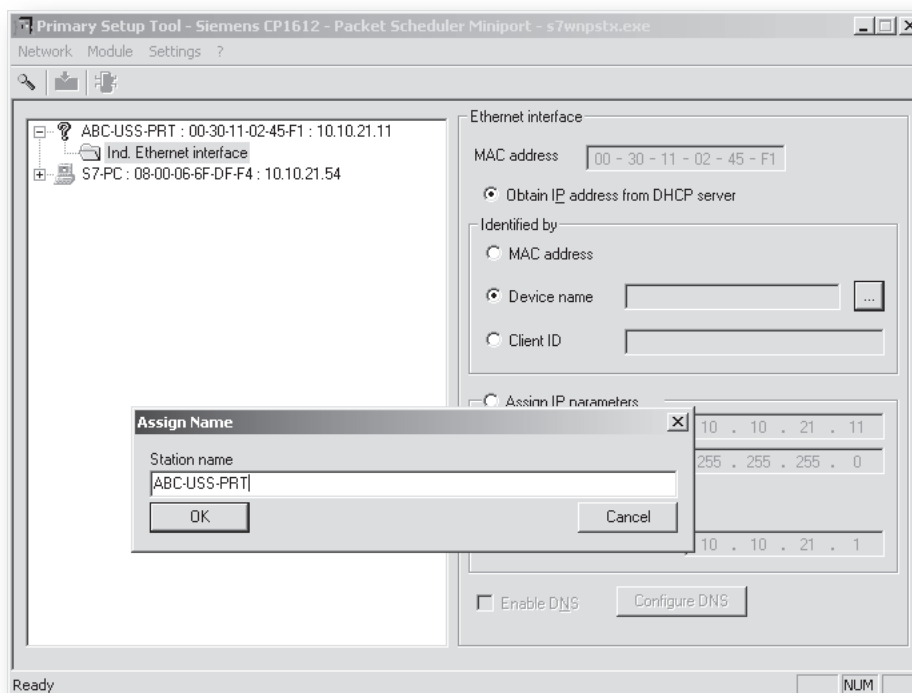 Primary Setup Tool - Siemens CP1612 - Packet Scheduler Miniport - s7wnpstx.exe
Network Module Settings ?
ABC-USS-PRT : 00-30-11-02-45-F1 : 10.10.21.11
Ind. Ethernet interface
S7-PC : 08-00-06-6F-DF-F4 : 10.10.21.54
Ethernet interface
MAC address 00 - 30 - 11 - 02 - 45 - F1
Obtain IP address from DHCP server
Identified by
MAC address
Device name ...
Client ID
Assign IP parameters
10 . 10 . 21 . 11
255 . 255 . 255 . 0
10 . 10 . 21 . 1
Enable DNS Configure DNS
Assign Name
Station name
ABC-USS-PRT
OK Cancel
Ready NUM